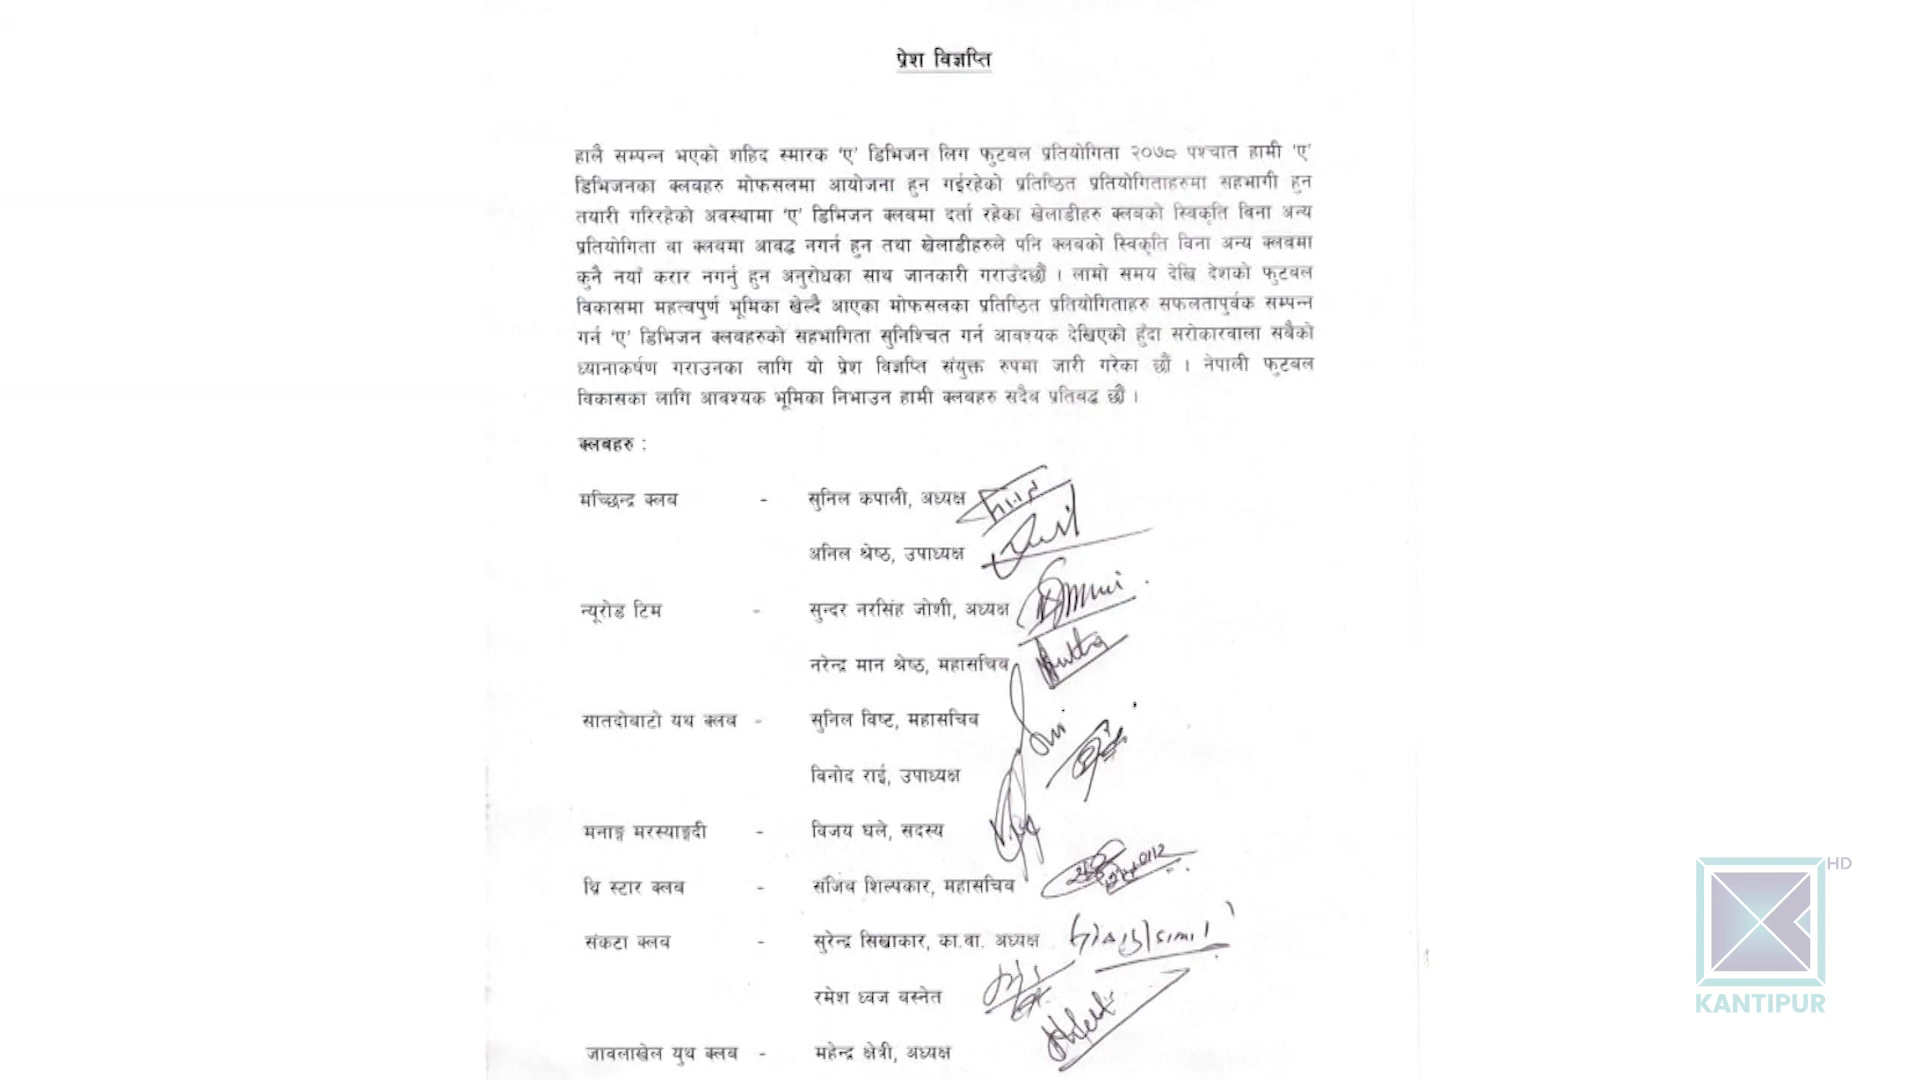 प्रेश विज्ञप्ति
हालै सम्पन्न भएको शहिद स्मारक ‘ए’ डिभिजन लिग फुटबल प्रतियोगिता २०७८ पश्चात हामी ‘ए’
डिभिजनका क्लबहरु मोफसलमा आयोजना हुन गईरहेको प्रतिष्ठित प्रतियोगिताहरुमा सहभागी हुन
तयारी गरिरहेको अवस्थामा ‘ए’ डिभिजन क्लबमा दर्ता रहेका खेलाडीहरु क्लबको स्विकृति विना अन्य
प्रतियोगिता वा क्लबमा आवद्ध नगर्न हुन तथा खेलाडीहरुले पनि क्लबको स्विकृति विना अन्य क्लबमा
कुनै नयाँ करार नगर्नु हुन अनुरोधका साथ जानकारी गराउँदछौं । लामो समय देखि देशको फुटबल
विकासमा महत्वपुर्ण भूमिका खेल्दै आएका मोफसलका प्रतिष्ठित प्रतियोगिताहरु सफलतापुर्वक सम्पन्न
गर्न ‘ए’ डिभिजन क्लबहरुको सहभागिता सुनिश्चित गर्न आवश्यक देखिएको हुँदा सरोकारवाला सबैको
ध्यानाकर्षण गराउनका लागि यो प्रेश विज्ञप्ति संयुक्त रुपमा जारी गरेका छौं । नेपाली फुटबल
विकासका लागि आवश्यक भूमिका निभाउन हामी क्लबहरु सदैव प्रतिवद्ध छौं ।
क्लबहरु :
मच्छिन्द्र क्लब - सुनिल कपाली, अध्यक्ष
अनिल श्रेष्ठ, उपाध्यक्ष
न्यूरोड टिम - सुन्दर नरसिंह जोशी, अध्यक्ष
नरेन्द्र मान श्रेष्ठ, महासचिव
सातदोबाटो यथ क्लब - सुनिल विष्ट, महासचिव
विनोद राई, उपाध्यक्ष
मनाङ्ग मरस्याङ्गदी - विजय घले, सदस्य
थ्रि स्टार क्लब - संजिव शिल्पकार, महासचिव
संकटा क्लब - सुरेन्द्र सिखाकार, का.वा. अध्यक्ष
रमेश ध्वज वस्नेत
जावलाखेल युथ क्लब - महेन्द्र क्षेत्री, अध्यक्ष
HD
KANTIPUR